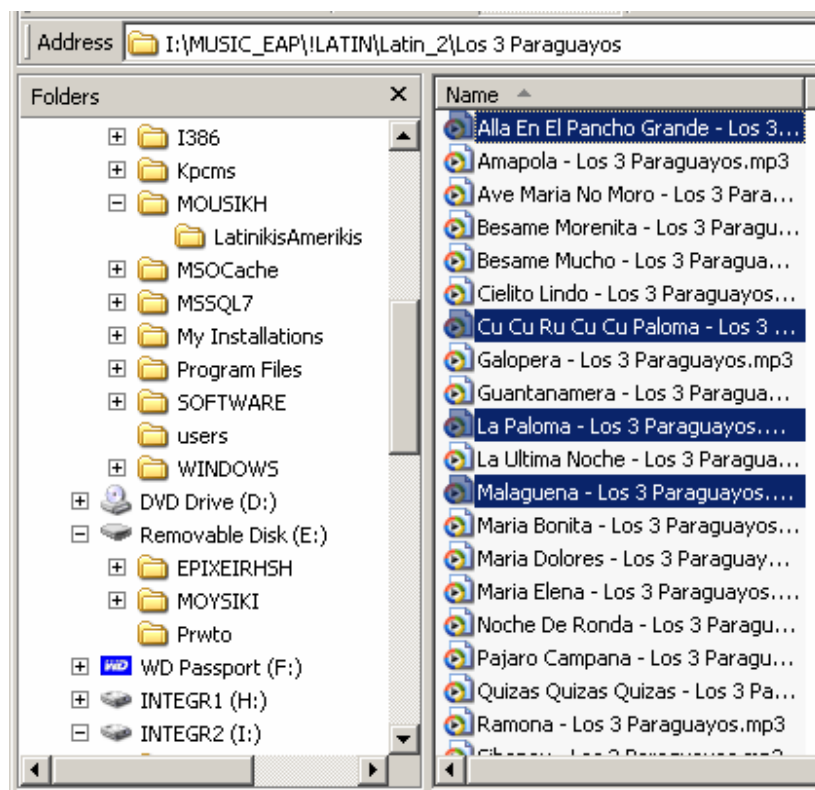 Address I:\MUSIC_EAP\!LATIN\Latin_2\Los 3 Paraguayos
Folders
I386
Kpcms
MOUSIKH
LatinikisAmerikis
MSOCache
MSSQL7
My Installations
Program Files
SOFTWARE
users
WINDOWS
DVD Drive (D:)
Removable Disk (E:)
EPIXEIRHSH
MOYSIKI
Prwto
WD WD Passport (F:)
INTEGR1 (H:)
INTEGR2 (I:)
Name
Alla En El Pancho Grande - Los 3...
Amapola - Los 3 Paraguayos.mp3
Ave Maria No Moro - Los 3 Para...
Besame Morenita - Los 3 Paragu...
Besame Mucho - Los 3 Paragua...
Cielito Lindo - Los 3 Paraguayos...
Cu Cu Ru Cu Cu Paloma - Los 3 ...
Galopera - Los 3 Paraguayos.mp3
Guantanamera - Los 3 Paragua...
La Paloma - Los 3 Paraguayos....
La Ultima Noche - Los 3 Paragua...
Malaguena - Los 3 Paraguayos....
Maria Bonita - Los 3 Paraguayos...
Maria Dolores - Los 3 Paraguay...
Maria Elena - Los 3 Paraguayos....
Noche De Ronda - Los 3 Paragu...
Pajaro Campana - Los 3 Paragu...
Quizas Quizas Quizas - Los 3 Pa...
Ramona - Los 3 Paraguayos.mp3